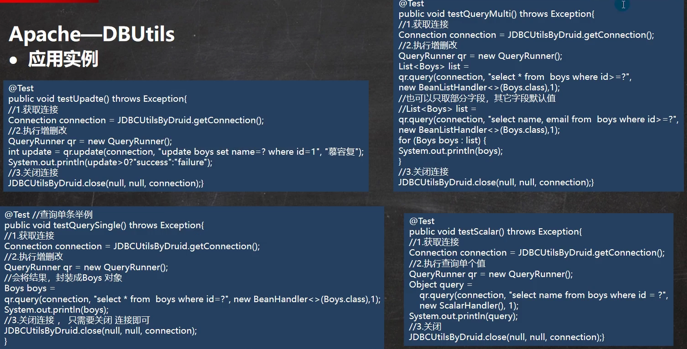 Apache—DBUtils
● 应用实例
@Test
public void testUpadte() throws Exception{
//1.获取连接
Connection connection = JDBCUtilsByDruid.getConnection();
//2.执行增删改
QueryRunner qr = new QueryRunner();
int update = qr.update(connection, "update boys set name=? where id=1", "慕容复");
System.out.println(update>0?"success":"failure");
//3.关闭连接
JDBCUtilsByDruid.close(null, null, connection);}
@Test
public void testQueryMulti() throws Exception{
//1.获取连接
Connection connection = JDBCUtilsByDruid.getConnection();
//2.执行增删改
QueryRunner qr = new QueryRunner();
List<Boys> list =
qr.query(connection, "select * from  boys where id>=?",
new BeanListHandler<>(Boys.class),1);
//也可以只取部分字段，其它字段默认值
//List<Boys> list =
qr.query(connection, "select name, email from  boys where id>=?",
new BeanListHandler<>(Boys.class),1);
for (Boys boys : list) {
System.out.println(boys);
}
//3.关闭连接
JDBCUtilsByDruid.close(null, null, connection);}
@Test //查询单条举例
public void testQuerySingle() throws Exception{
//1.获取连接
Connection connection = JDBCUtilsByDruid.getConnection();
//2.执行增删改
QueryRunner qr = new QueryRunner();
//会将结果，封装成Boys 对象
Boys boys =
qr.query(connection, "select * from  boys where id=?", new BeanHandler<>(Boys.class),1);
System.out.println(boys);
//3.关闭连接 ， 只需要关闭 连接即可
JDBCUtilsByDruid.close(null, null, connection);
}
@Test
public void testScalar() throws Exception{
//1.获取连接
Connection connection = JDBCUtilsByDruid.getConnection();
//2.执行查询单个值
QueryRunner qr = new QueryRunner();
Object query =
qr.query(connection, "select name from boys where id = ?",
new ScalarHandler(), 1);
System.out.println(query);
//3.关闭
JDBCUtilsByDruid.close(null, null, connection);}